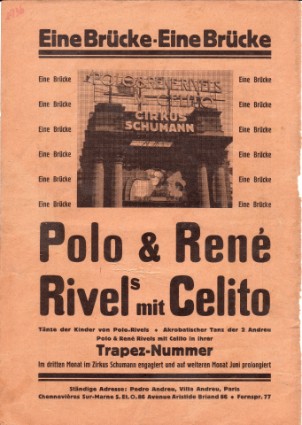 Eine Brücke · Eine Brücke
Eine Brücke
Eine Brücke
Eine Brücke
Eine Brücke
Eine Brücke
Eine Brücke
CIRKUS
SCHUMANN
Eine Brücke
Eine Brücke
Eine Brücke
Eine Brücke
Eine Brücke
Eine Brücke
Polo & René
Rivels mit Celito
Tänze der Kinder von Polo-Rivels + Akrobatischer Tanz der 2 Andreu
Polo & René Rivels mit Celito in ihrer
Trapez-Nummer
Im dritten Monat im Zirkus Schumann engagiert und auf weiteren Monat Juni prolongiert
Ständige Adresse: Pedro Andreu, Villa Andreu, Paris
Chennevières Sur-Marne S. Et. O. 86 Avenue Aristide Briand 86 + Fernspr. 77